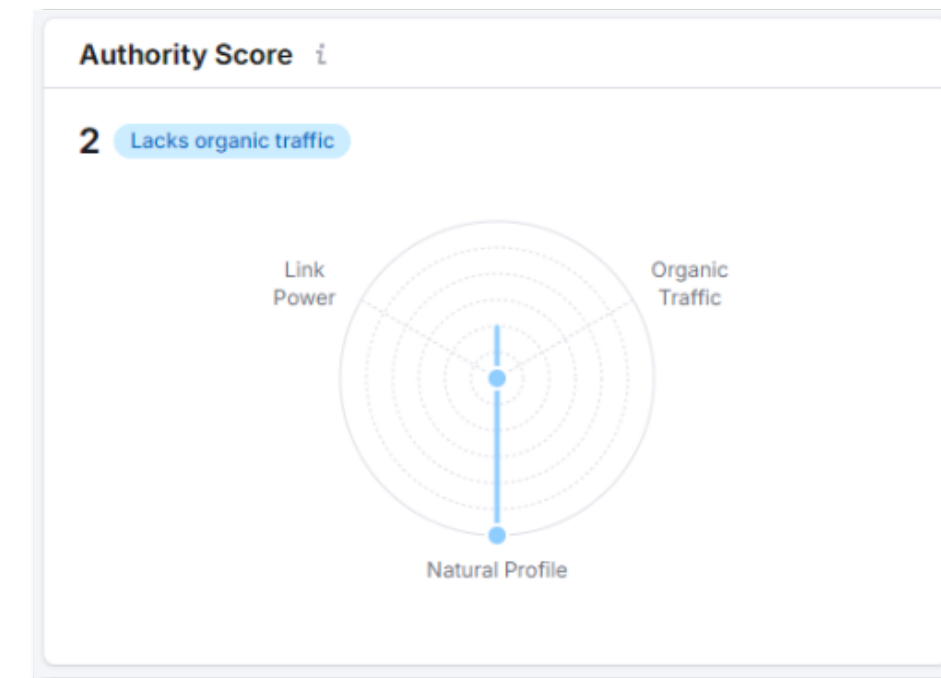 Authority Score i
2 Lacks organic traffic
Link
Power
Organic
Traffic
Natural Profile